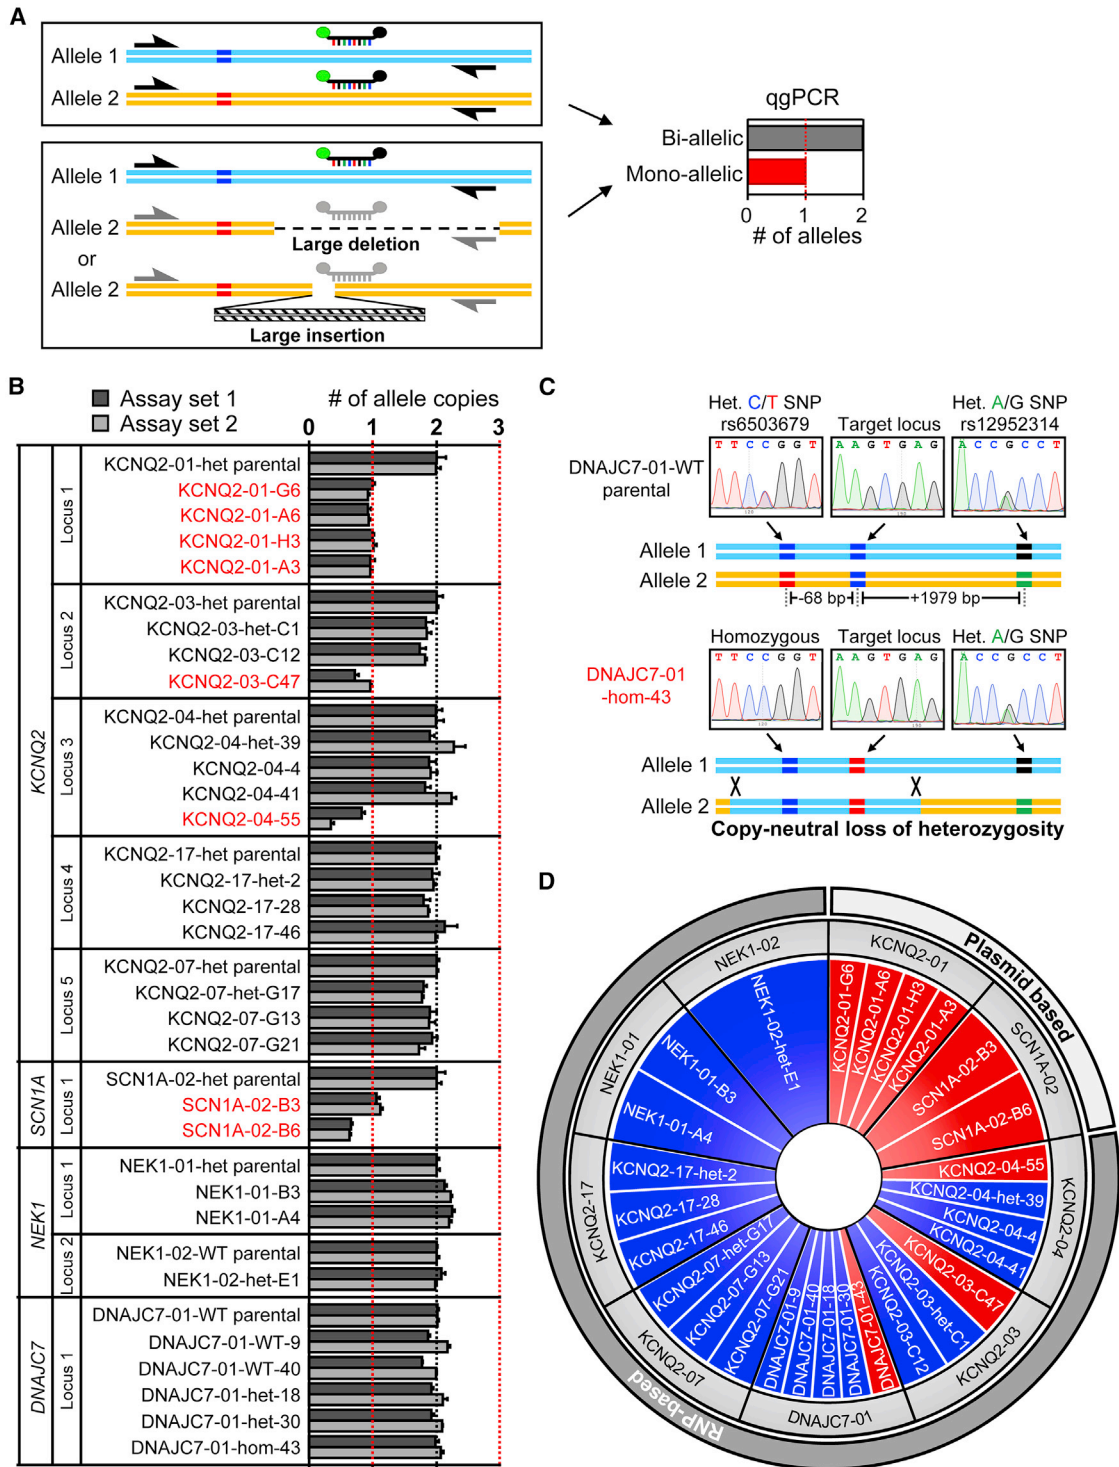 A
Allele 1
Allele 2
Allele 1
Allele 2
Large deletion
or
Allele 2
Large insertion
qgPCR
Bi-allelic
Mono-allelic
0 1 2
# of alleles
B
Assay set 1
Assay set 2
# of allele copies
0 1 2 3
KCNQ2
Locus 1
KCNQ2-01-het parental
KCNQ2-01-G6
KCNQ2-01-A6
KCNQ2-01-H3
KCNQ2-01-A3
Locus 2
KCNQ2-03-het parental
KCNQ2-03-het-C1
KCNQ2-03-C12
KCNQ2-03-C47
Locus 3
KCNQ2-04-het parental
KCNQ2-04-het-39
KCNQ2-04-4
KCNQ2-04-41
KCNQ2-04-55
Locus 4
KCNQ2-17-het parental
KCNQ2-17-het-2
KCNQ2-17-28
KCNQ2-17-46
Locus 5
KCNQ2-07-het parental
KCNQ2-07-het-G17
KCNQ2-07-G13
KCNQ2-07-G21
SCN1A
Locus 1
SCN1A-02-het parental
SCN1A-02-B3
SCN1A-02-B6
NEK1
Locus 1
NEK1-01-het parental
NEK1-01-B3
NEK1-01-A4
Locus 2
NEK1-02-WT parental
NEK1-02-het-E1
DNAJC7
Locus 1
DNAJC7-01-WT parental
DNAJC7-01-WT-9
DNAJC7-01-WT-40
DNAJC7-01-het-18
DNAJC7-01-het-30
DNAJC7-01-hom-43
C
Het. C/T SNP
rs6503679
Target locus
Het. A/G SNP
rs12952314
DNAJC7-01-WT
parental
T T C C G G T
A A G T G A G
A C C G C C T
120
190
Allele 1
Allele 2
-68 bp
+1979 bp
Homozygous
Target locus
Het. A/G SNP
DNAJC7-01
-hom-43
T T C C G G T
A A G T G A G
A C C G C C T
120
190
Allele 1
Allele 2
Copy-neutral loss of heterozygosity
D
Plasmid based
RNP-based
KCNQ2-01
KCNQ2-01-G6
KCNQ2-01-A6
KCNQ2-01-H3
KCNQ2-01-A3
SCN1A-02
SCN1A-02-B3
SCN1A-02-B6
KCNQ2-04
KCNQ2-04-55
KCNQ2-04-het-39
KCNQ2-04-4
KCNQ2-04-41
KCNQ2-03
KCNQ2-03-C47
KCNQ2-03-het-C1
KCNQ2-03-C12
DNAJC7-01
DNAJC7-01-43
DNAJC7-01-30
DNAJC7-01-18
DNAJC7-01-40
DNAJC7-01-9
KCNQ2-07
KCNQ2-07-G21
KCNQ2-07-G13
KCNQ2-07-het-G17
KCNQ2-17
KCNQ2-17-46
KCNQ2-17-28
KCNQ2-17-het-2
NEK1-01
NEK1-01-A4
NEK1-01-B3
NEK1-02
NEK1-02-het-E1